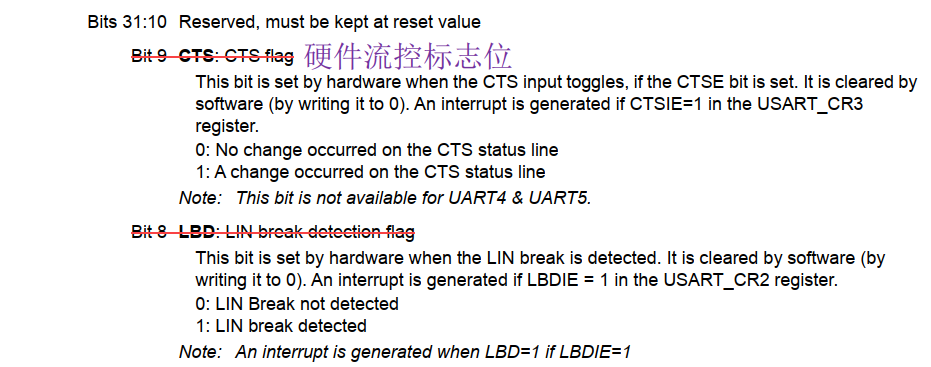 Bits 31:10 Reserved, must be kept at reset value
Bit 9 CTS: CTS flag 硬件流控标志位
This bit is set by hardware when the CTS input toggles, if the CTSE bit is set. It is cleared by
software (by writing it to 0). An interrupt is generated if CTSIE=1 in the USART_CR3
register.
0: No change occurred on the CTS status line
1: A change occurred on the CTS status line
Note: This bit is not available for UART4 & UART5.
Bit 8 LBD: LIN break detection flag
This bit is set by hardware when the LIN break is detected. It is cleared by software (by
writing it to 0). An interrupt is generated if LBDIE = 1 in the USART_CR2 register.
0: LIN Break not detected
1: LIN break detected
Note: An interrupt is generated when LBD=1 if LBDIE=1